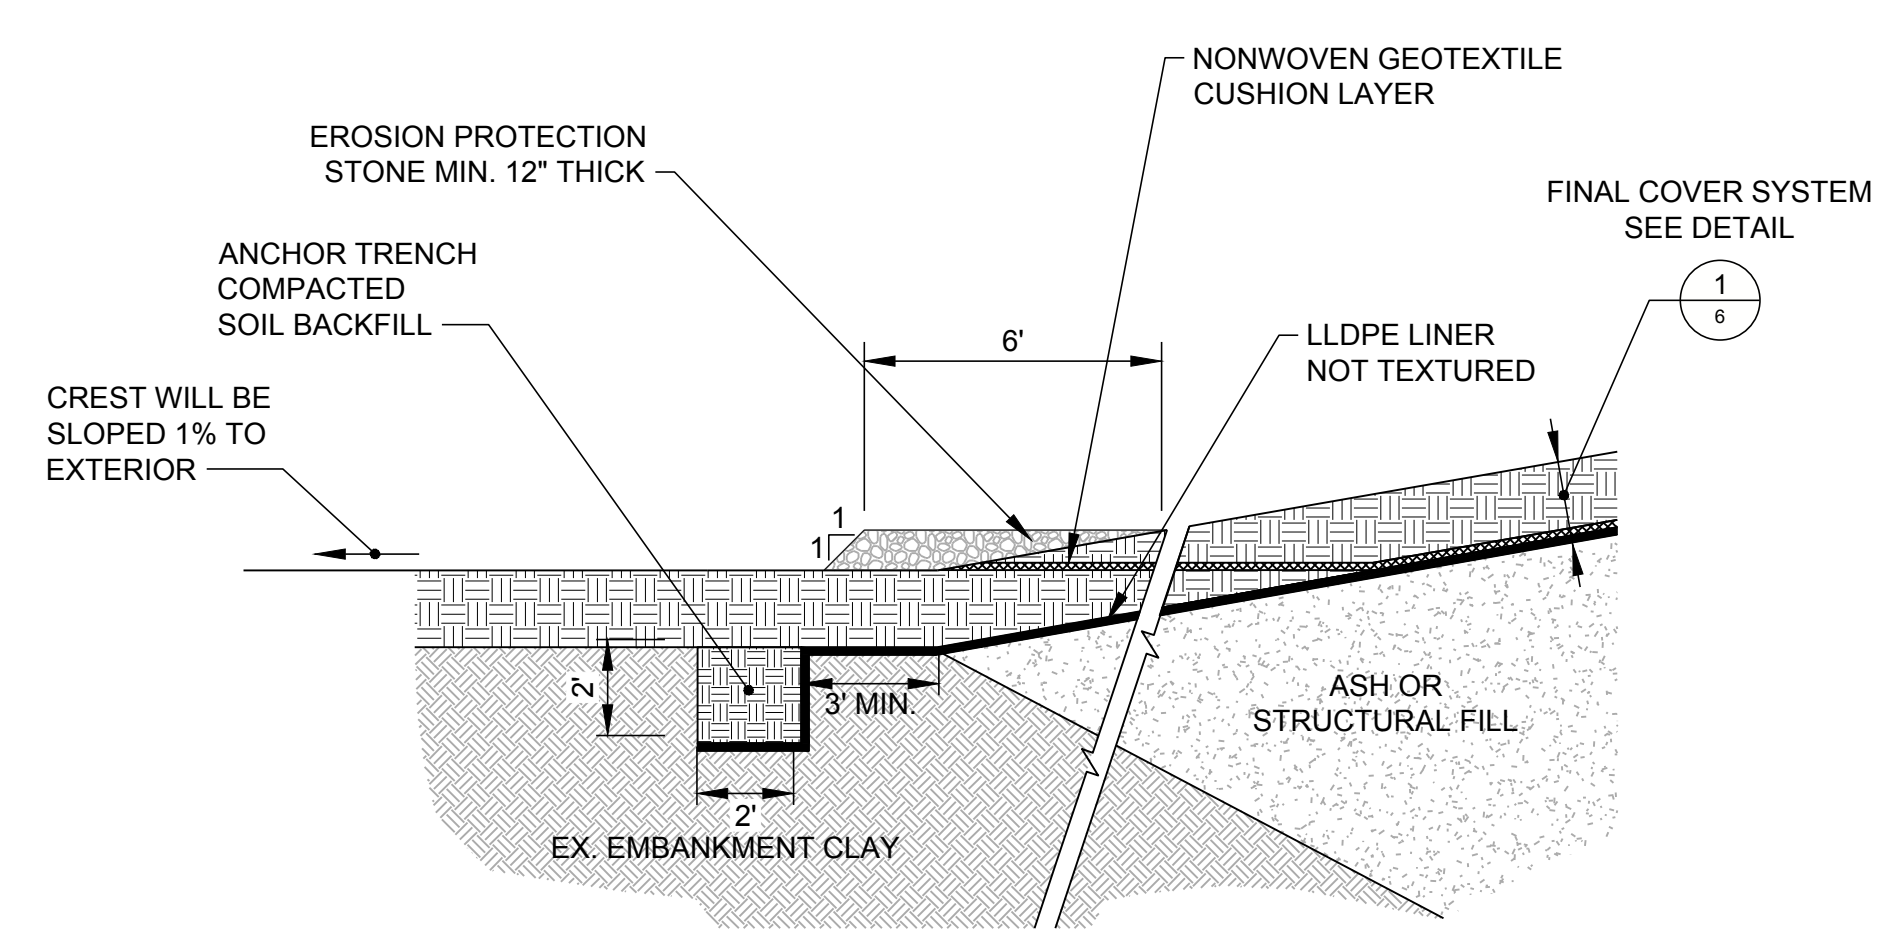 NONWOVEN GEOTEXTILE
CUSHION LAYER
EROSION PROTECTION
STONE MIN. 12" THICK
FINAL COVER SYSTEM
SEE DETAIL
1
6
ANCHOR TRENCH
COMPACTED
SOIL BACKFILL
6'
LLDPE LINER
NOT TEXTURED
CREST WILL BE
SLOPED 1% TO
EXTERIOR
1
1
2'
3' MIN.
ASH OR
STRUCTURAL FILL
2'
EX. EMBANKMENT CLAY